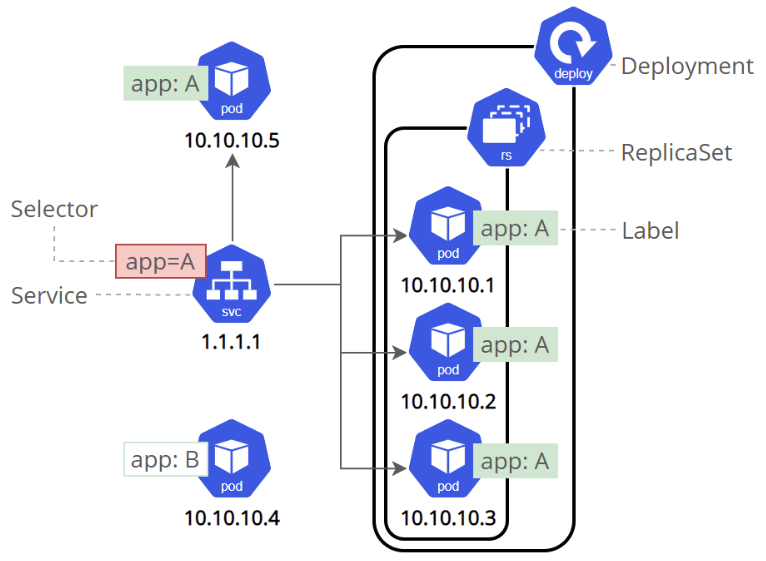 deploy
Deployment
app: A
pod
10.10.10.5
rs
ReplicaSet
Selector
app=A
Service
svc
1.1.1.1
pod
app: A
Label
10.10.10.1
pod
app: A
10.10.10.2
app: B
pod
10.10.10.4
pod
app: A
10.10.10.3